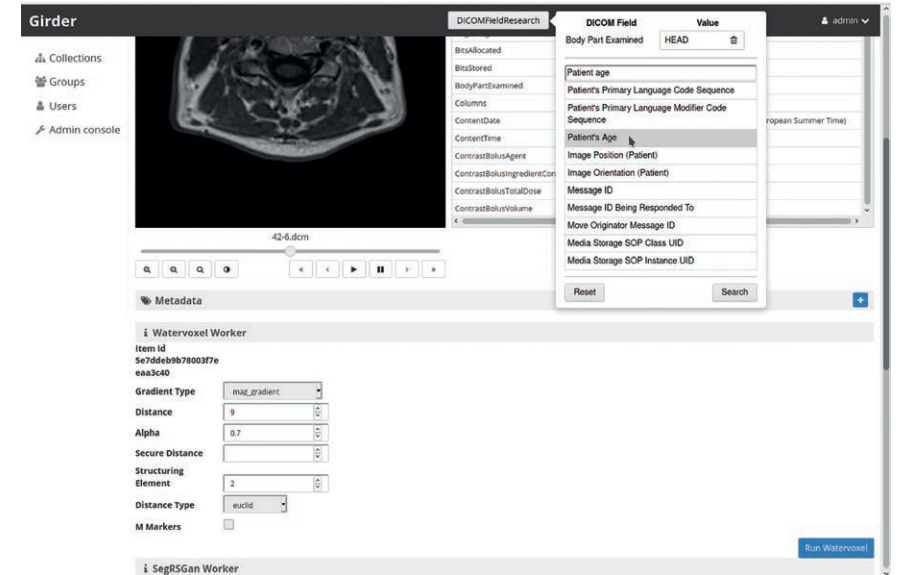 Girder
DICOMFieldResearch
admin
Collections
Groups
Users
Admin console
BitsAllocated
BitsStored
BodyPartExamined
Columns
ContentDate
ContentTime
ContrastBolusAgent
ContrastBolusIngredientCon
ContrastBolusTotalDose
ContrastBolusVolume
ropean Summer Time)
DICOM Field Value
Body Part Examined HEAD
Patient age
Patient's Primary Language Code Sequence
Patient's Primary Language Modifier Code
Sequence
Patient's Age
Image Position (Patient)
Image Orientation (Patient)
Message ID
Message ID Being Responded To
Move Originator Message ID
Media Storage SOP Class UID
Media Storage SOP Instance UID
Reset Search
42-6.dcm
Metadata
Watervoxel Worker
Item Id
5e7ddeb9b78003f7e
eaa3c40
Gradient Type mag_gradient
Distance 9
Alpha 0.7
Secure Distance
Structuring
Element 2
Distance Type euclid
M Markers
Run Watervoxel
SegRSGan Worker